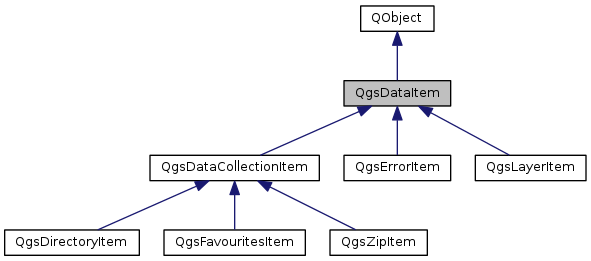 QObject
QgsDataItem
QgsDataCollectionItem
QgsErrorItem
QgsLayerItem
QgsDirectoryItem
QgsFavouritesItem
QgsZipItem